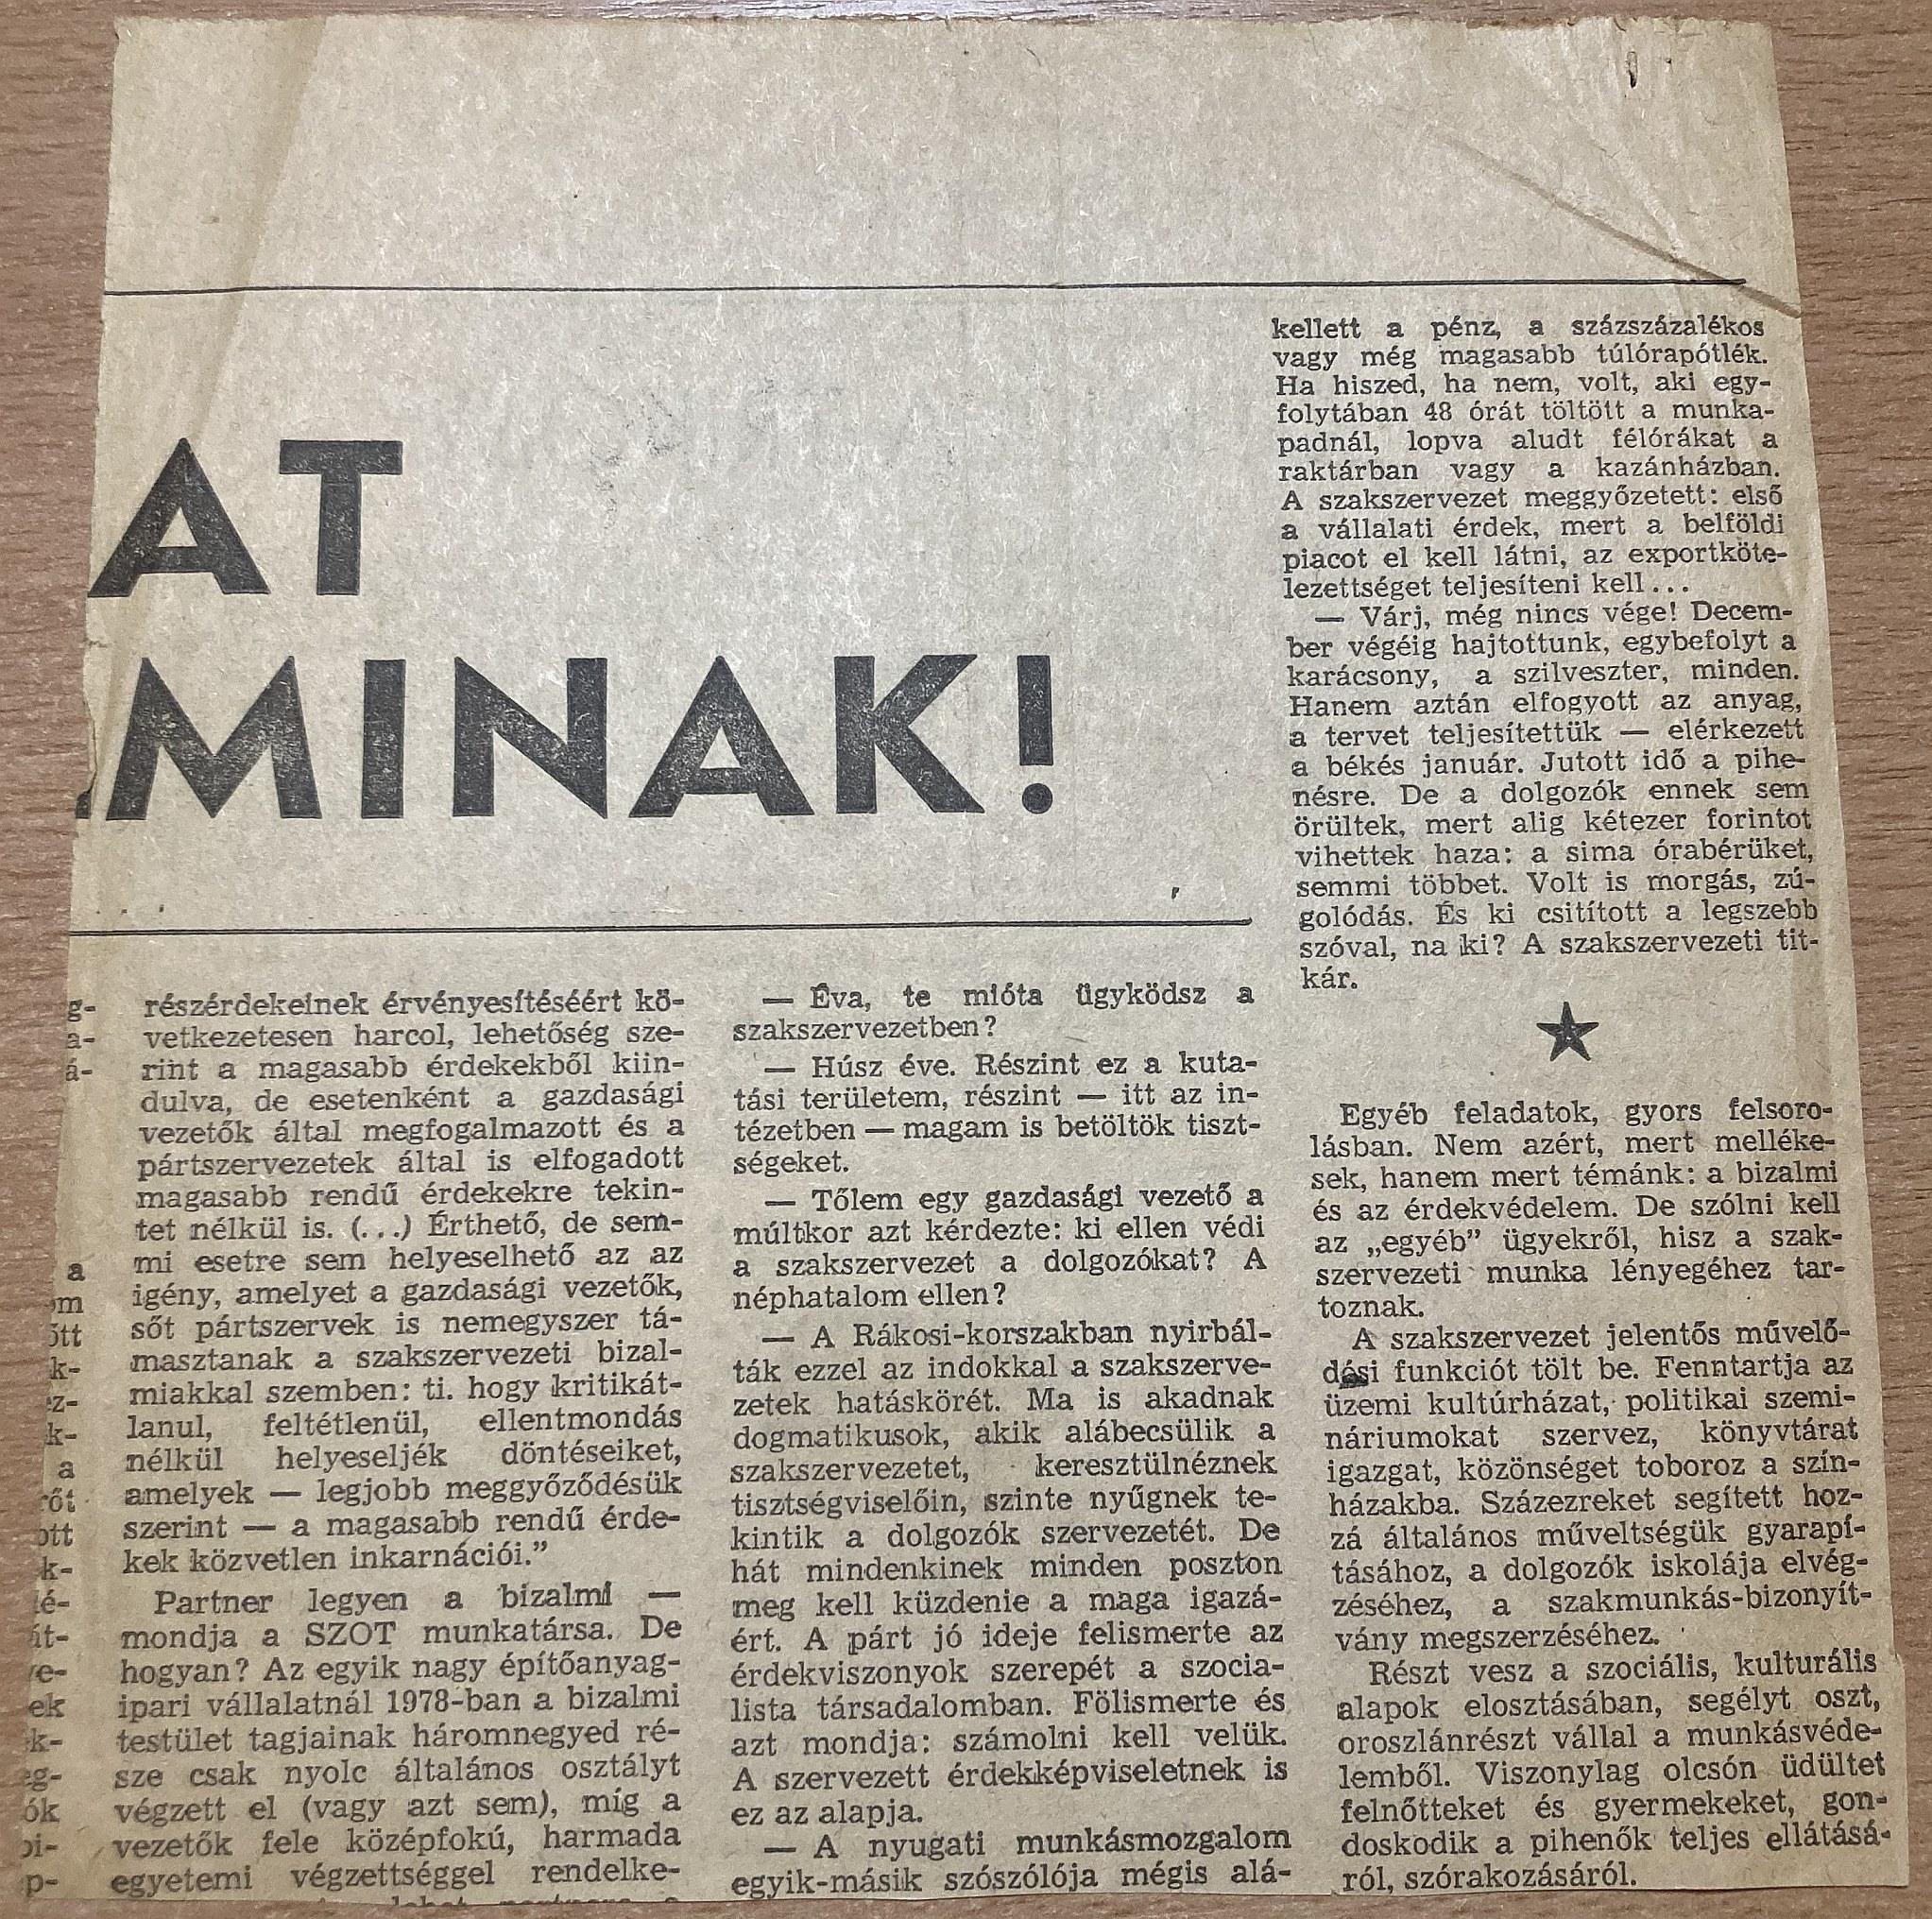 AT
MINAK!
g-
a-
á-
a
om
őtt
k-
ez-
k-
a
rőt
ott
k-
lé-
át-
ve-
ek
k-
eg-
ók
bi-
p-
részérdekeinek érvényesítéséért kö-
vetkezetesen harcol, lehetőség sze-
rint a magasabb érdekekből kiin-
dulva, de esetenként a gazdasági
vezetők által megfogalmazott és a
pártszervezetek által is elfogadott
magasabb rendű érdekekre tekin-
tet nélkül is. (...) Érthető, de sem-
mi esetre sem helyeselhető az az
igény, amelyet a gazdasági vezetők,
sőt pártszervek is nemegyszer tá-
masztanak a szakszervezeti bizal-
miakkal szemben: ti. hogy kritikát-
lanul, feltétlenül, ellentmondás
nélkül helyeseljék döntéseiket,
amelyek — legjobb meggyőződésük
szerint — a magasabb rendű érde-
kek közvetlen inkarnációi.”
Partner legyen a bizalmi —
mondja a SZOT munkatársa. De
hogyan? Az egyik nagy építőanyag-
ipari vállalatnál 1978-ban a bizalmi
testület tagjainak háromnegyed ré-
sze csak nyolc általános osztályt
végzett el (vagy azt sem), míg a
vezetők fele középfokú, harmada
egyetemi végzettséggel rendelke-
— Éva, te mióta ügyködsz a
szakszervezetben?
— Húsz éve. Részint ez a kuta-
tási területem, részint — itt az in-
tézetben — magam is betöltök tiszt-
ségeket.
— Tőlem egy gazdasági vezető a
múltkor azt kérdezte: ki ellen védi
a szakszervezet a dolgozókat? A
néphatalom ellen?
— A Rákosi-korszakban nyirbál-
ták ezzel az indokkal a szakszerve-
zetek hatáskörét. Ma is akadnak
dogmatikusok, akik alábecsülik a
szakszervezetet, keresztülnéznek
tisztségviselőin, szinte nyűgnek te-
kintik a dolgozók szervezetét. De
hát mindenkinek minden poszton
meg kell küzdenie a maga igazá-
ért. A párt jó ideje felismerte az
érdekviszonyok szerepét a szocia-
lista társadalomban. Fölismerte és
azt mondja: számolni kell velük.
A szervezett érdekképviseletnek is
ez az alapja.
— A nyugati munkásmozgalom
egyik-másik szószólója mégis alá-
kellett a pénz, a százszázalékos
vagy még magasabb túlórapótlék.
Ha hiszed, ha nem, volt, aki egy-
folytában 48 órát töltött a munka-
padnál, lopva aludt félórákat a
raktárban vagy a kazánházban.
A szakszervezet meggyőzetett: első
a vállalati érdek, mert a belföldi
piacot el kell látni, az exportköte-
lezettséget teljesíteni kell...
— Várj, még nincs vége! Decem-
ber végéig hajtottunk, egybefolyt a
karácsony, a szilveszter, minden.
Hanem aztán elfogyott az anyag,
a tervet teljesítettük — elérkezett
a békés január. Jutott idő a pihe-
nésre. De a dolgozók ennek sem
örültek, mert alig kétezer forintot
vihettek haza: a sima órabérüket,
semmi többet. Volt is morgás, zú-
golódás. És ki csitított a legszebb
szóval, na ki? A szakszervezeti tit-
kár.
Egyéb feladatok, gyors felsoro-
lásban. Nem azért, mert melléke-
sek, hanem mert témánk: a bizalmi
és az érdekvédelem. De szólni kell
az „egyéb” ügyekről, hisz a szak-
szervezeti munka lényegéhez tar-
toznak.
A szakszervezet jelentős művelő-
dési funkciót tölt be. Fenntartja az
üzemi kultúrházat, politikai szemi-
náriumokat szervez, könyvtárat
igazgat, közönséget toboroz a szín-
házakba. Százezreket segített hoz-
zá általános műveltségük gyarapí-
tásához, a dolgozók iskolája elvég-
zéséhez, a szakmunkás-bizonyít-
vány megszerzéséhez.
Részt vesz a szociális, kulturális
alapok elosztásában, segélyt oszt,
oroszlánrészt vállal a munkásvéde-
lemből. Viszonylag olcsón üdültet
felnőtteket és gyermekeket, gon-
doskodik a pihenők teljes ellátásá-
ról, szórakozásáról.